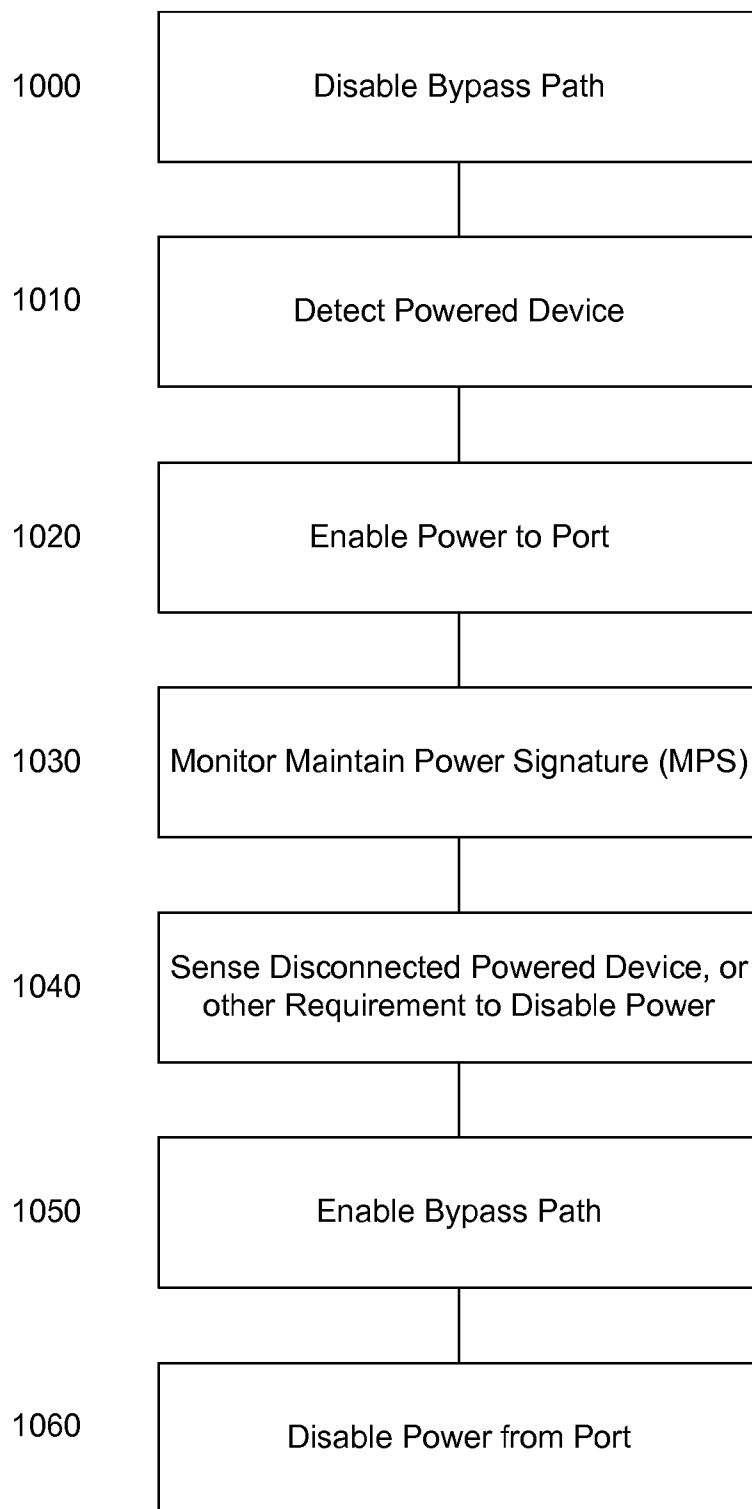 1000
Disable Bypass Path
1010
Detect Powered Device
1020
Enable Power to Port
1030
Monitor Maintain Power Signature (MPS)
1040
Sense Disconnected Powered Device, or
other Requirement to Disable Power
1050
Enable Bypass Path
1060
Disable Power from Port